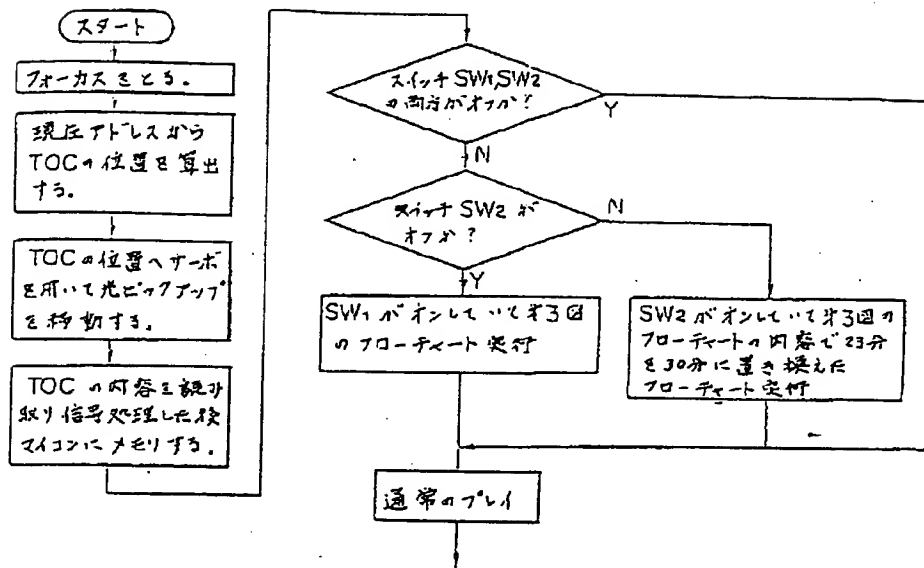 スタート
フォーカスをとる。
現在アドレスから
TOCの位置を算出
する。
TOCの位置へサーボ
を用いて光ピックアップ
を移動する。
TOCの内容を読み
取り信号処理した後
マイコンにメモリする。
スイッチSW1,SW2
の両方がオフか?
Y
N
スイッチSW2が
オフか?
N
Y
SW1がオンしていて第3図
のフローチャート実行
SW2がオンしていて第3図の
フローチャートの内容で23分
を30分に置き換えた
フローチャート実行
通常のプレイ